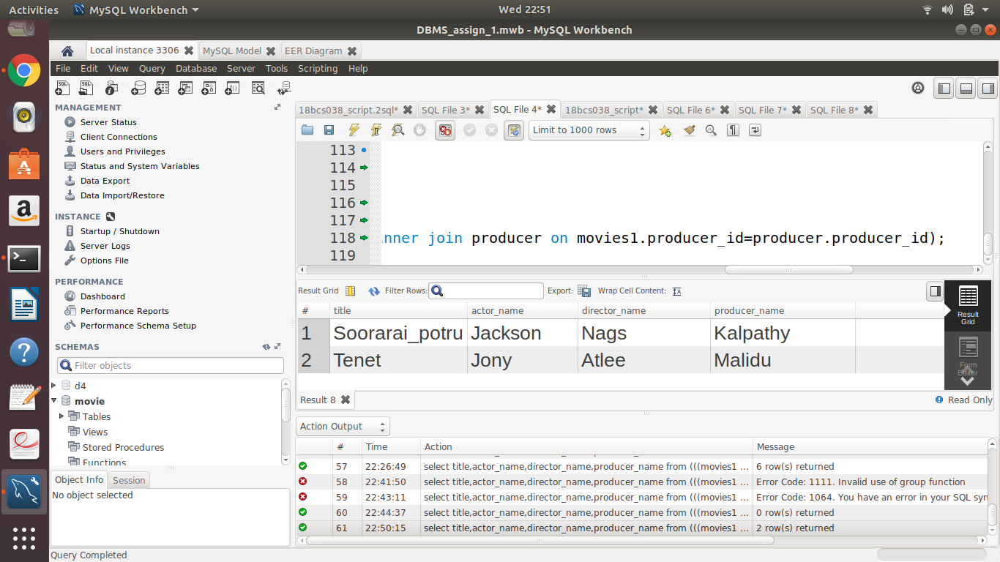 Activities MySQL Workbench Wed 22:51
DBMS_assign_1.mwb - MySQL Workbench
Local instance 3306 MySQL Model EER Diagram
File Edit View Query Database Server Tools Scripting Help
MANAGEMENT
Server Status
Client Connections
Users and Privileges
Status and System Variables
Data Export
Data Import/Restore
INSTANCE
Startup / Shutdown
Server Logs
Options File
PERFORMANCE
Dashboard
Performance Reports
Performance Schema Setup
SCHEMAS
Filter objects
d4
movie
Tables
Views
Stored Procedures
Functions
Object Info Session
No object selected
18bcs038_script.2sql* SQL File 3* SQL File 4* 18bcs038_script* SQL File 6* SQL File 7* SQL File 8*
Limit to 1000 rows
113
114
115
116
117
118 inner join producer on movies1.producer_id=producer.producer_id);
119
Result Grid Filter Rows: Export: Wrap Cell Content:
# title actor_name director_name producer_name
1 Soorarai_potru Jackson Nags Kalpathy
2 Tenet Jony Atlee Malidu
Result Grid
Form Editor
Result 8 Read Only
Action Output
# Time Action Message
57 22:26:49 select title,actor_name,director_name,producer_name from (((movies1 ... 6 row(s) returned
58 22:41:50 select title,actor_name,director_name,producer_name from (((movies1 ... Error Code: 1111. Invalid use of group function
59 22:43:11 select title,actor_name,director_name,producer_name from (((movies1 ... Error Code: 1064. You have an error in your SQL syn
60 22:44:37 select title,actor_name,director_name,producer_name from (((movies1 ... 0 row(s) returned
61 22:50:15 select title,actor_name,director_name,producer_name from (((movies1 ... 2 row(s) returned
Query Completed